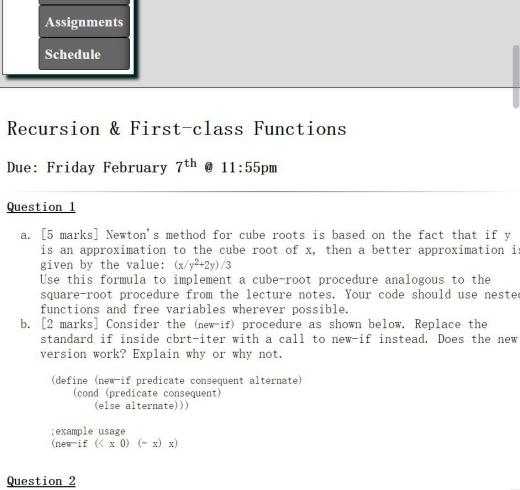 Assignments
Schedule
Recursion & First-class Functions
Due: Friday February 7th @ 11:55pm
Question 1
a. [5 marks] Newton's method for cube roots is based on the fact that if y
is an approximation to the cube root of x, then a better approximation is
given by the value: (x/y²+2y)/3
Use this formula to implement a cube-root procedure analogous to the
square-root procedure from the lecture notes. Your code should use nested
functions and free variables wherever possible.
b. [2 marks] Consider the (new-if) procedure as shown below. Replace the
standard if inside cbrt-iter with a call to new-if instead. Does the new
version work? Explain why or why not.
(define (new-if predicate consequent alternate)
(cond (predicate consequent)
(else alternate)))
;example usage
(new-if (< x 0) (- x) x)
Question 2